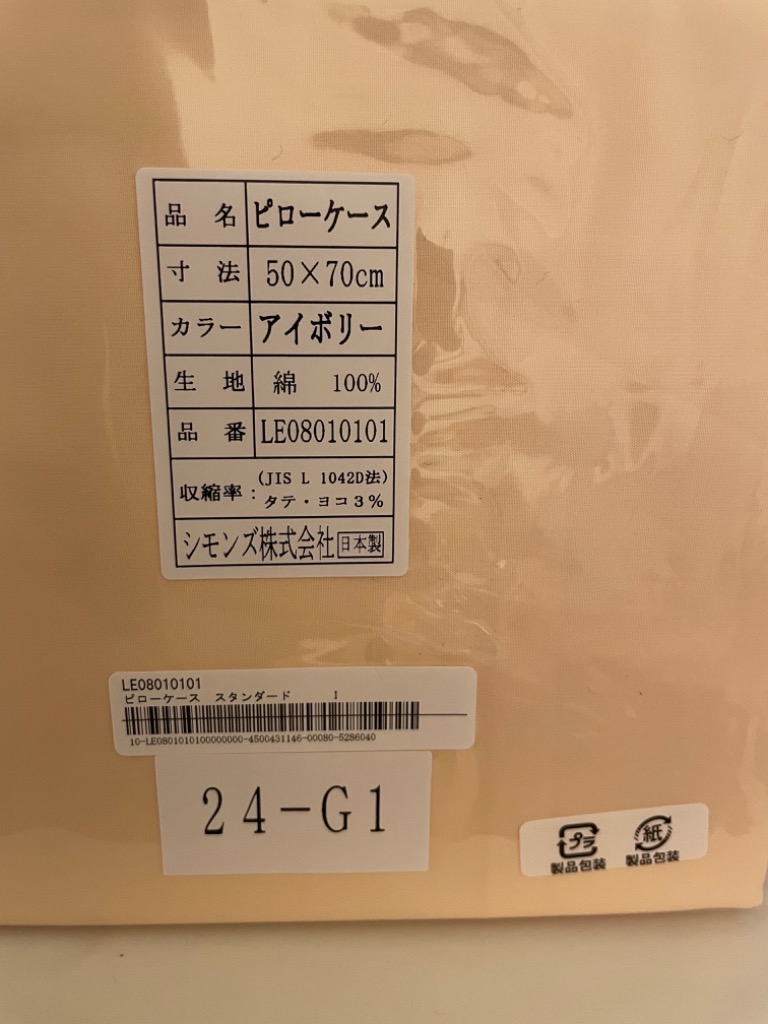 品 名 ピローケース
寸 法 50×70cm
カラー アイボリー
生 地 綿 100%
品 番 LE08010101
収縮率: (JIS L 1042D法)
タテ・ヨコ3%
シモンズ株式会社 日本製
LE08010101
ピローケース スタンダード 1
10-LE0801010100000000-4500431146-00080-5286040
24-G1
プラ 紙
製品包装 製品包装